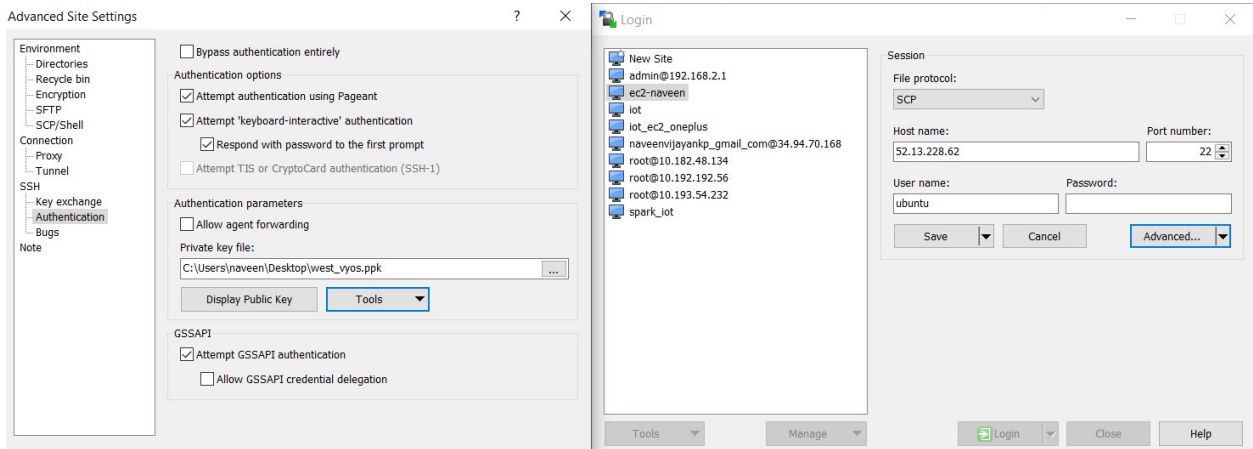 Advanced Site Settings
?
Environment
Directories
Recycle bin
Encryption
SFTP
SCP/Shell
Connection
Proxy
Tunnel
SSH
Key exchange
Authentication
Bugs
Note
Bypass authentication entirely
Authentication options
Attempt authentication using Pageant
Attempt 'keyboard-interactive' authentication
Respond with password to the first prompt
Attempt TIS or CryptoCard authentication (SSH-1)
Authentication parameters
Allow agent forwarding
Private key file:
C:\Users\naveen\Desktop\west_vyos.ppk
...
Display Public Key
Tools
GSSAPI
Attempt GSSAPI authentication
Allow GSSAPI credential delegation
Login
New Site
admin@192.168.2.1
ec2-naveen
iot
iot_ec2_oneplus
naveenvijayankp_gmail_com@34.94.70.168
root@10.182.48.134
root@10.192.192.56
root@10.193.54.232
spark_iot
Session
File protocol:
SCP
Host name:
Port number:
52.13.228.62
22
User name:
Password:
ubuntu
Save
Cancel
Advanced...
Tools
Manage
Login
Close
Help